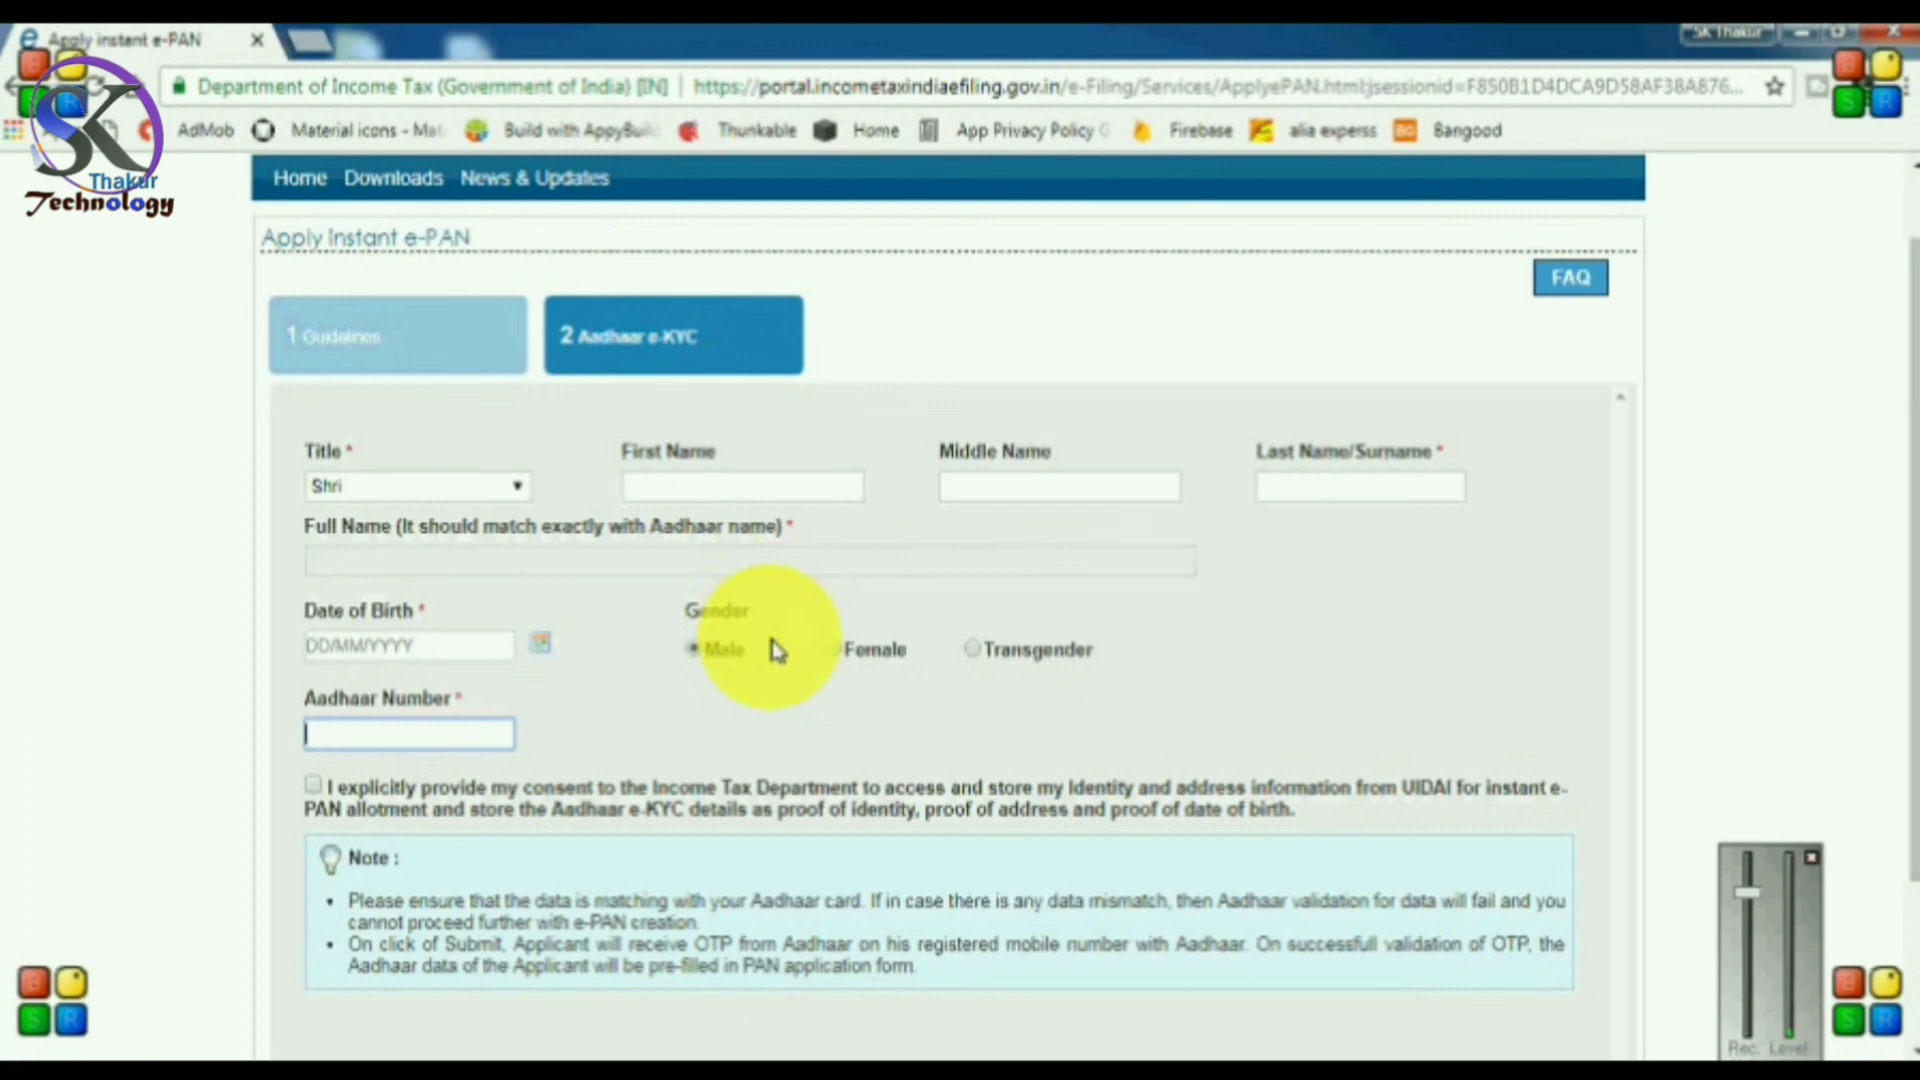 Apply instant e-PAN
SK Thakur
Department of Income Tax (Government of India) [IN]
https://portal.incometaxindiaefiling.gov.in/e-Filing/Services/ApplyePAN.html;jsessionid=F850B1D4DCA9D58AF38A876...
AdMob
Material icons - Mat
Build with AppyBuild
Thunkable
Home
App Privacy Policy G
Firebase
alia experss
BG
Bangood
SK
Thakur
Technology
Home Downloads News & Updates
Apply Instant e-PAN
FAQ
1 Guidelines
2 Aadhaar e-KYC
Title * First Name Middle Name Last Name/Surname *
Shri
Full Name (It should match exactly with Aadhaar name) *
Date of Birth * Gender
DD/MM/YYYY Male Female Transgender
Aadhaar Number *
I explicitly provide my consent to the Income Tax Department to access and store my Identity and address information from UIDAI for instant e-
PAN allotment and store the Aadhaar e-KYC details as proof of identity, proof of address and proof of date of birth.
Note :
• Please ensure that the data is matching with your Aadhaar card. If in case there is any data mismatch, then Aadhaar validation for data will fail and you
cannot proceed further with e-PAN creation.
• On click of Submit, Applicant will receive OTP from Aadhaar on his registered mobile number with Aadhaar. On successfull validation of OTP, the
Aadhaar data of the Applicant will be pre-filled in PAN application form.
Rec. Level
B
S R
B
S R
B
S R
B
S R